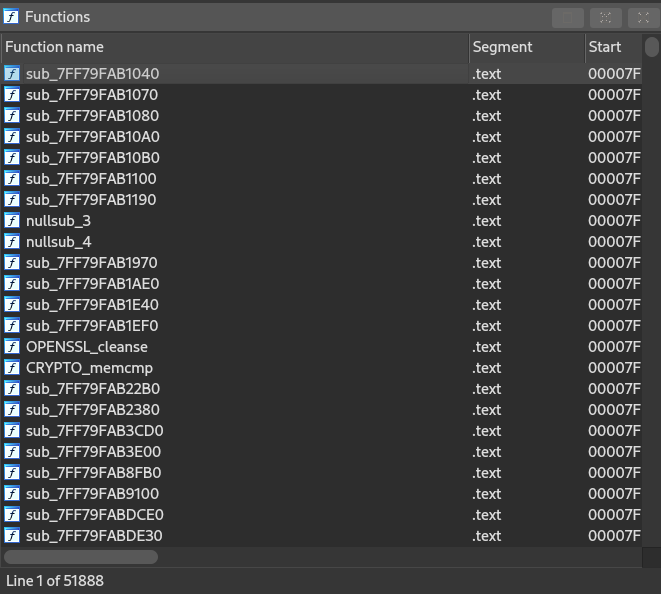 Functions
Function name Segment Start
sub_7FF79FAB1040 .text 00007F
sub_7FF79FAB1070 .text 00007F
sub_7FF79FAB1080 .text 00007F
sub_7FF79FAB10A0 .text 00007F
sub_7FF79FAB10B0 .text 00007F
sub_7FF79FAB1100 .text 00007F
sub_7FF79FAB1190 .text 00007F
nullsub_3 .text 00007F
nullsub_4 .text 00007F
sub_7FF79FAB1970 .text 00007F
sub_7FF79FAB1AE0 .text 00007F
sub_7FF79FAB1E40 .text 00007F
sub_7FF79FAB1EF0 .text 00007F
OPENSSL_cleanse .text 00007F
CRYPTO_memcmp .text 00007F
sub_7FF79FAB22B0 .text 00007F
sub_7FF79FAB2380 .text 00007F
sub_7FF79FAB3CD0 .text 00007F
sub_7FF79FAB3E00 .text 00007F
sub_7FF79FAB8FB0 .text 00007F
sub_7FF79FAB9100 .text 00007F
sub_7FF79FABDCE0 .text 00007F
sub_7FF79FABDE30 .text 00007F
Line 1 of 51888